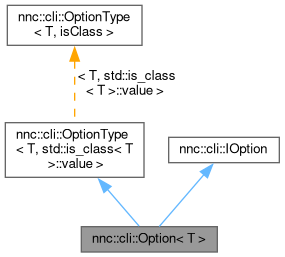 nnc::cli::OptionType
< T, isClass >
< T, std::is_class
< T >::value >
nnc::cli::OptionType
< T, std::is_class< T
>::value >
nnc::cli::IOption
nnc::cli::Option< T >